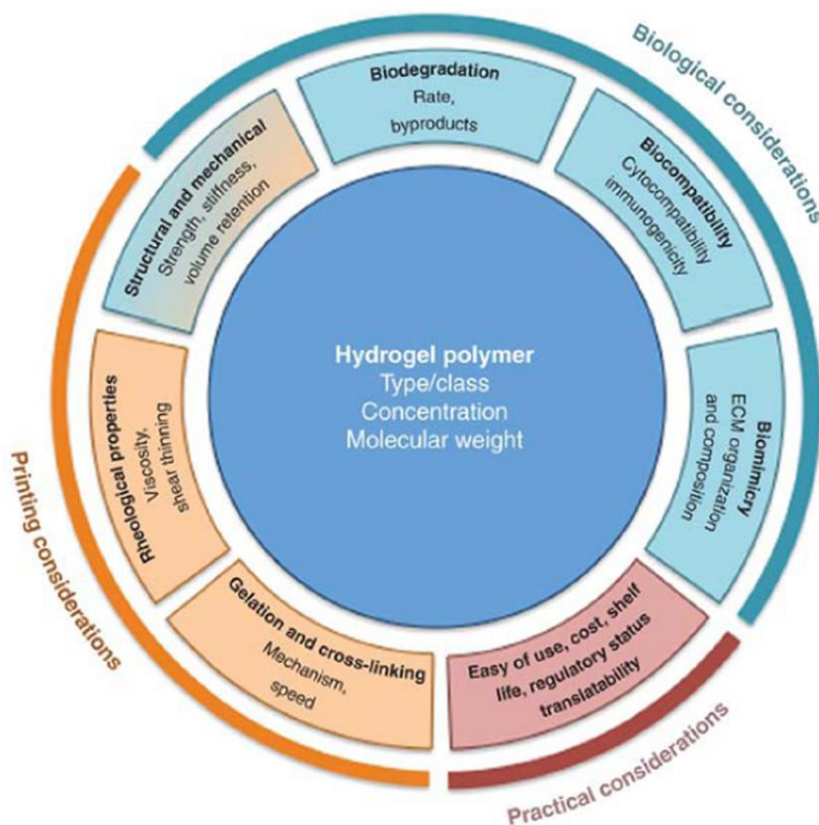 Biological considerations
Biodegradation
Rate,
byproducts
Biocompatibility
Cytocompatibility
immunogenicity
Biomimicry
ECM organization
and composition
Easy of use, cost, shelf
life, regulatory status
translatability
Practical considerations
Gelation and cross-linking
Mechanism,
speed
Rheological properties
Viscosity,
shear thinning
Structural and mechanical
Strength, stiffness,
volume retention
Printing considerations
Hydrogel polymer
Type/class
Concentration
Molecular weight